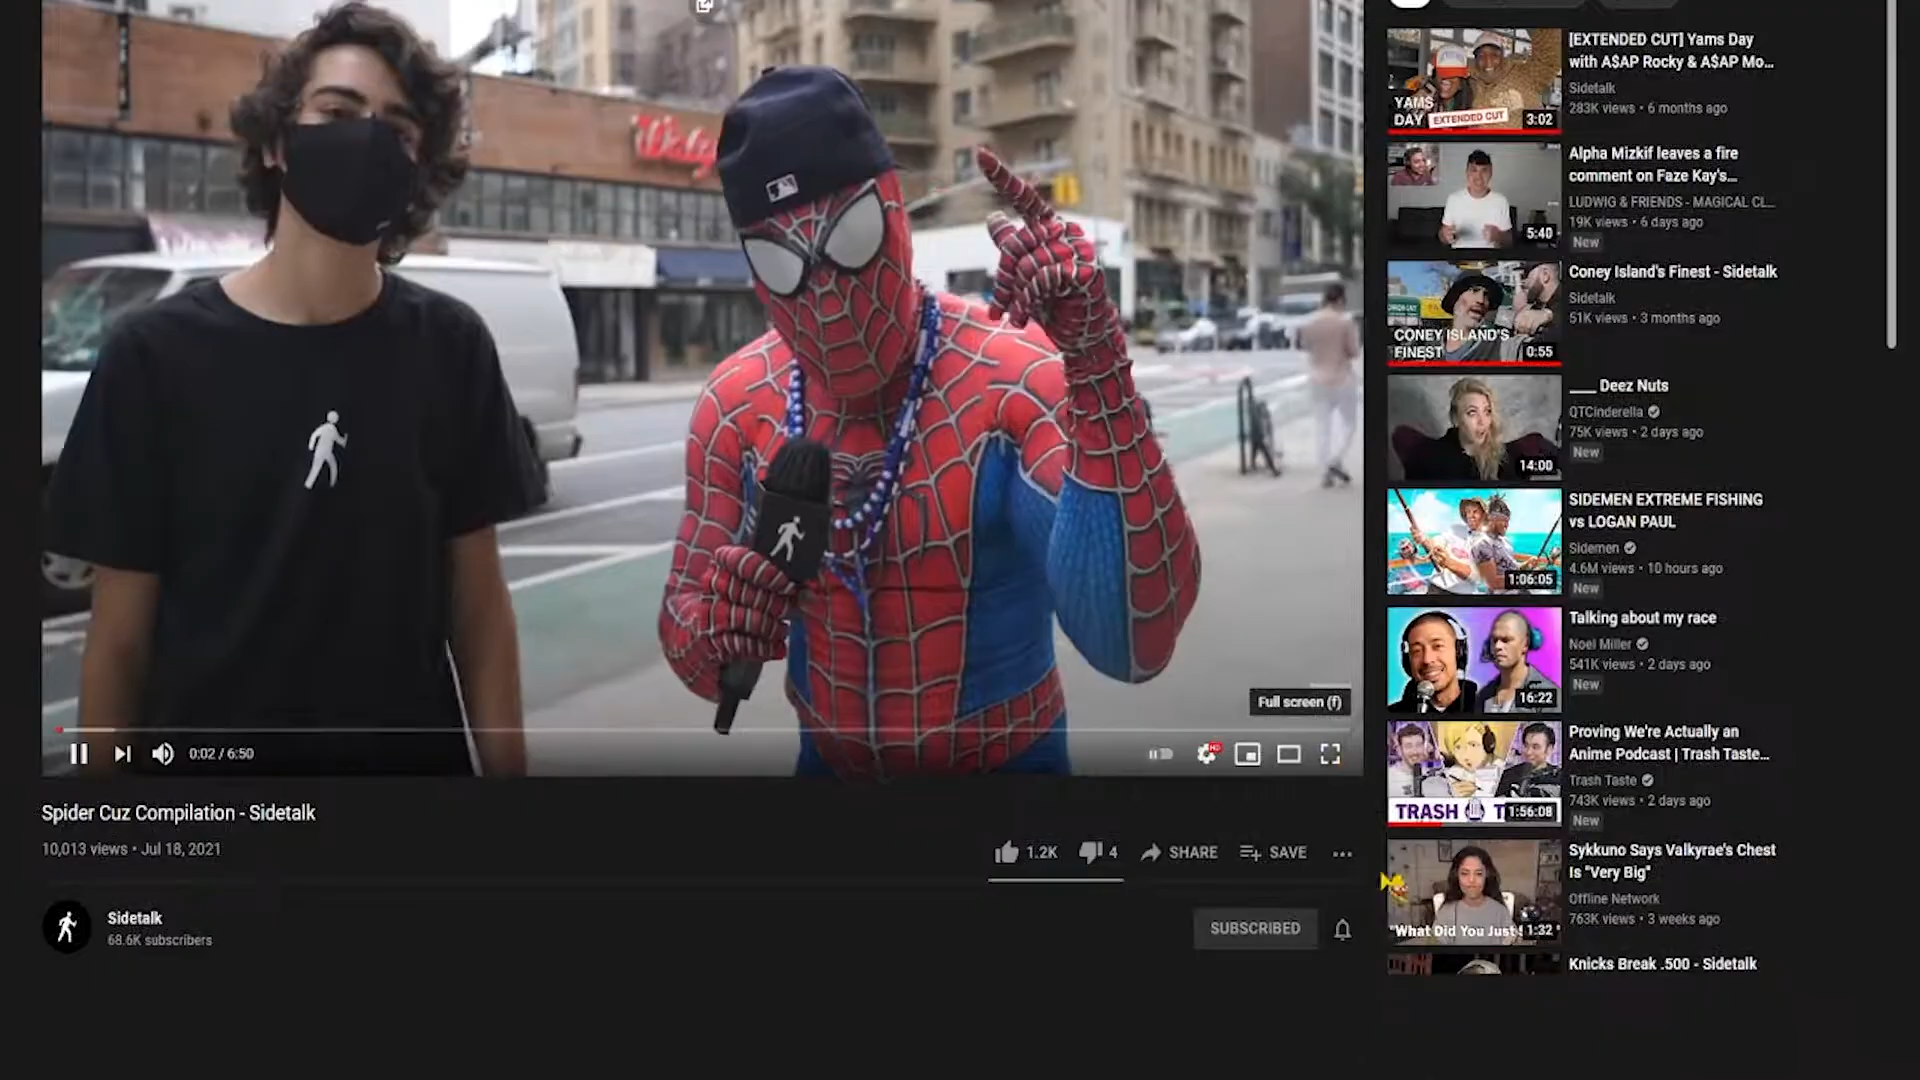 Walg
Full screen (f)
0:02 / 6:50
HD
Spider Cuz Compilation - Sidetalk
10,013 views • Jul 18, 2021
1.2K
4
SHARE
SAVE
Sidetalk
68.6K subscribers
SUBSCRIBED
YAMS
DAY
EXTENDED CUT
3:02
[EXTENDED CUT] Yams Day
with A$AP Rocky & A$AP Mo...
Sidetalk
283K views • 6 months ago
5:40
Alpha Mizkif leaves a fire
comment on Faze Kay's...
LUDWIG & FRIENDS - MAGICAL CL...
19K views • 6 days ago
New
CONEY ISLAND'S
FINEST
0:55
Coney Island's Finest - Sidetalk
Sidetalk
51K views • 3 months ago
14:00
___ Deez Nuts
QTCinderella
75K views • 2 days ago
New
1:06:05
SIDEMEN EXTREME FISHING
vs LOGAN PAUL
Sidemen
4.6M views • 10 hours ago
New
16:22
Talking about my race
Noel Miller
541K views • 2 days ago
New
TRASH T
1:56:08
Proving We're Actually an
Anime Podcast | Trash Taste...
Trash Taste
743K views • 2 days ago
New
"What Did You Just
1:32
Sykkuno Says Valkyrae's Chest
Is "Very Big"
Offline Network
763K views • 3 weeks ago
Knicks Break .500 - Sidetalk